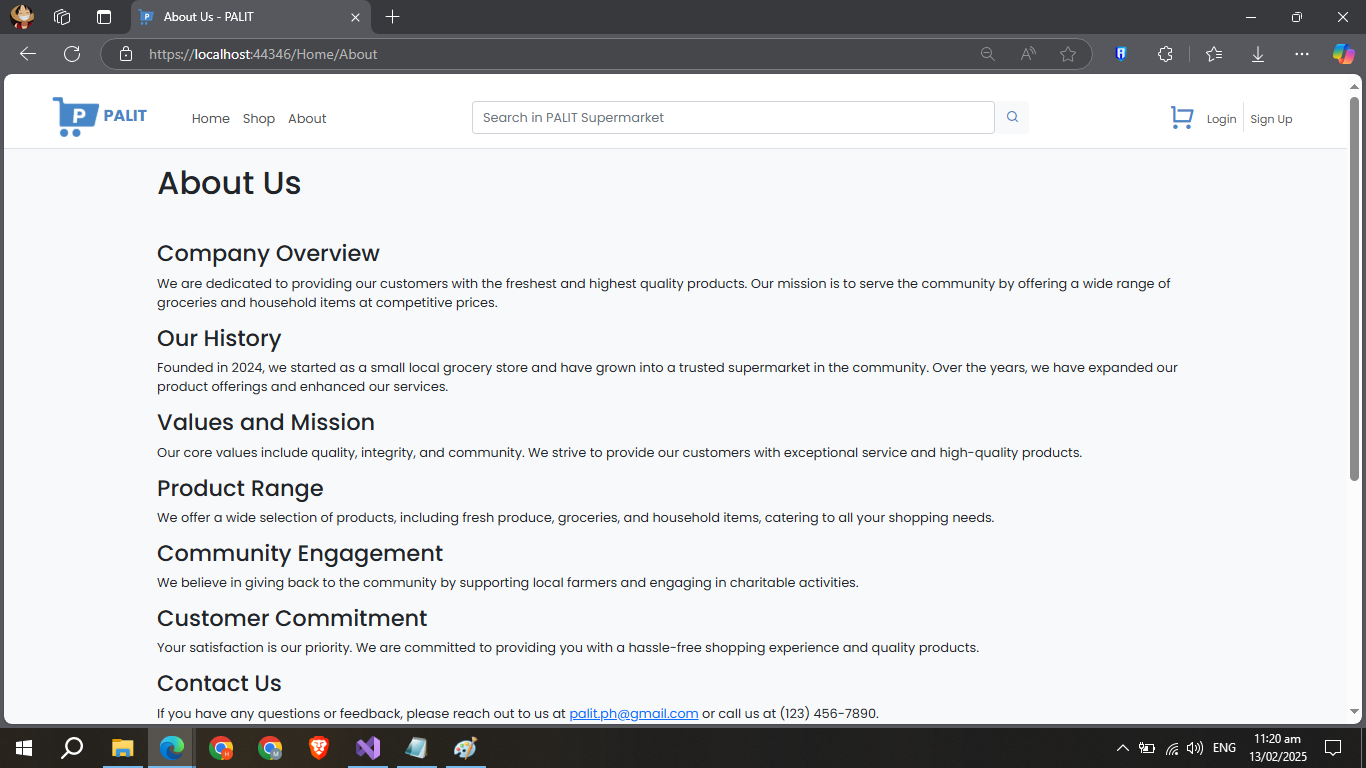 About Us - PALIT
https://localhost:44346/Home/About
P PALIT
Home Shop About
Search in PALIT Supermarket
Login Sign Up
About Us
Company Overview
We are dedicated to providing our customers with the freshest and highest quality products. Our mission is to serve the community by offering a wide range of
groceries and household items at competitive prices.
Our History
Founded in 2024, we started as a small local grocery store and have grown into a trusted supermarket in the community. Over the years, we have expanded our
product offerings and enhanced our services.
Values and Mission
Our core values include quality, integrity, and community. We strive to provide our customers with exceptional service and high-quality products.
Product Range
We offer a wide selection of products, including fresh produce, groceries, and household items, catering to all your shopping needs.
Community Engagement
We believe in giving back to the community by supporting local farmers and engaging in charitable activities.
Customer Commitment
Your satisfaction is our priority. We are committed to providing you with a hassle-free shopping experience and quality products.
Contact Us
If you have any questions or feedback, please reach out to us at palit.ph@gmail.com or call us at (123) 456-7890.
ENG
11:20 am
13/02/2025